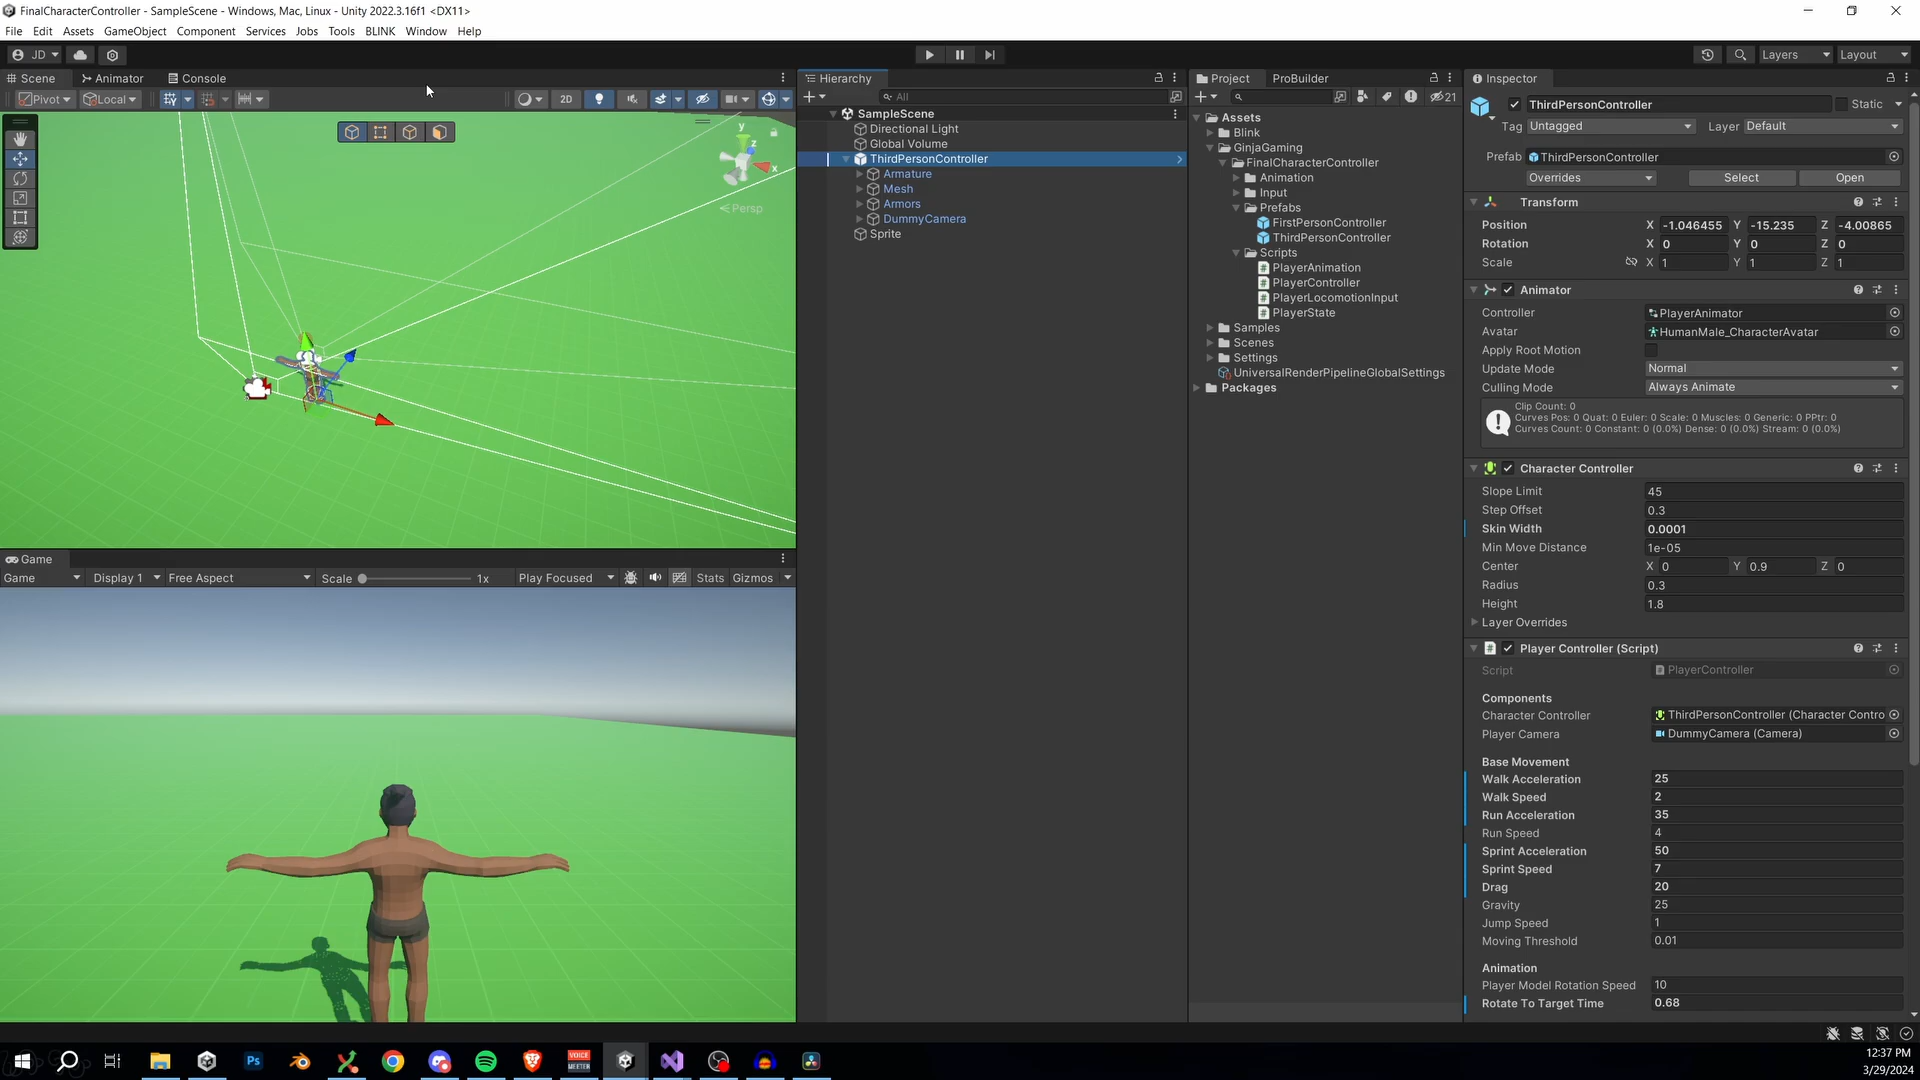 FinalCharacterController - SampleScene - Windows, Mac, Linux - Unity 2022.3.16f1 <DX11>
File Edit Assets GameObject Component Services Jobs Tools BLINK Window Help
JD
Layers Layout
Scene Animator Console
Pivot Local 2D
y
z
x
Persp
Game
Game Display 1 Free Aspect Scale 1x Play Focused Stats Gizmos
Hierarchy
All
SampleScene
Directional Light
Global Volume
ThirdPersonController
Armature
Mesh
Armors
DummyCamera
Sprite
Project ProBuilder
21
Assets
Blink
GinjaGaming
FinalCharacterController
Animation
Input
Prefabs
FirstPersonController
ThirdPersonController
Scripts
PlayerAnimation
PlayerController
PlayerLocomotionInput
PlayerState
Samples
Scenes
Settings
UniversalRenderPipelineGlobalSettings
Packages
Inspector
ThirdPersonController Static
Tag Untagged Layer Default
Prefab ThirdPersonController
Overrides Select Open
Transform
Position X -1.046455 Y -15.235 Z -4.00865
Rotation X 0 Y 0 Z 0
Scale X 1 Y 1 Z 1
Animator
Controller PlayerAnimator
Avatar HumanMale_CharacterAvatar
Apply Root Motion
Update Mode Normal
Culling Mode Always Animate
Clip Count: 0
Curves Pos: 0 Quat: 0 Euler: 0 Scale: 0 Muscles: 0 Generic: 0 PPtr: 0
Curves Count: 0 Constant: 0 (0.0%) Dense: 0 (0.0%) Stream: 0 (0.0%)
Character Controller
Slope Limit 45
Step Offset 0.3
Skin Width 0.0001
Min Move Distance 1e-05
Center X 0 Y 0.9 Z 0
Radius 0.3
Height 1.8
Layer Overrides
Player Controller (Script)
Script PlayerController
Components
Character Controller ThirdPersonController (Character Contro
Player Camera DummyCamera (Camera)
Base Movement
Walk Acceleration 25
Walk Speed 2
Run Acceleration 35
Run Speed 4
Sprint Acceleration 50
Sprint Speed 7
Drag 20
Gravity 25
Jump Speed 1
Moving Threshold 0.01
Animation
Player Model Rotation Speed 10
Rotate To Target Time 0.68
Ps
VOICE
MEETER
12:37 PM
3/29/2024